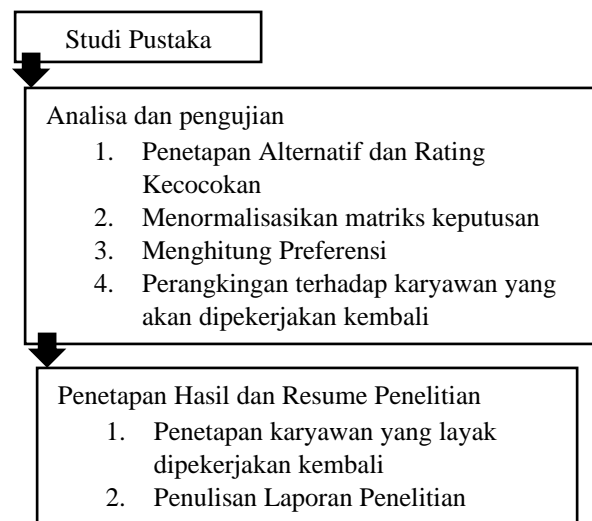 Studi Pustaka
Analisa dan pengujian
1. Penetapan Alternatif dan Rating
Kecocokan
2. Menormalisasikan matriks keputusan
3. Menghitung Preferensi
4. Perangkingan terhadap karyawan yang
akan dipekerjakan kembali
Penetapan Hasil dan Resume Penelitian
1. Penetapan karyawan yang layak
dipekerjakan kembali
2. Penulisan Laporan Penelitian